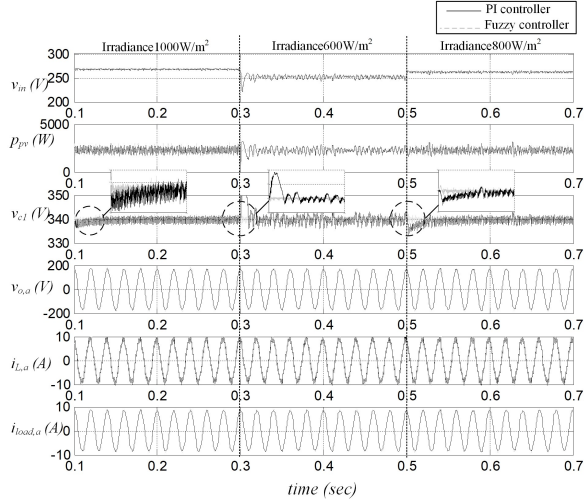 PI controller
Fuzzy controller
Irradiance1000W/m² Irradiance600W/m² Irradiance800W/m²
300
250
200
v_in (V)
0.1 0.2 0.3 0.4 0.5 0.6 0.7
5000
0
p_pv (W)
0.1 0.2 0.3 0.4 0.5 0.6 0.7
350
340
330
v_c1 (V)
0.1 0.2 0.3 0.4 0.5 0.6 0.7
200
0
-200
v_o,a (V)
0.1 0.2 0.3 0.4 0.5 0.6 0.7
10
0
-10
i_L,a (A)
0.1 0.2 0.3 0.4 0.5 0.6 0.7
10
0
-10
i_load,a (A)
0.1 0.2 0.3 0.4 0.5 0.6 0.7
time (sec)